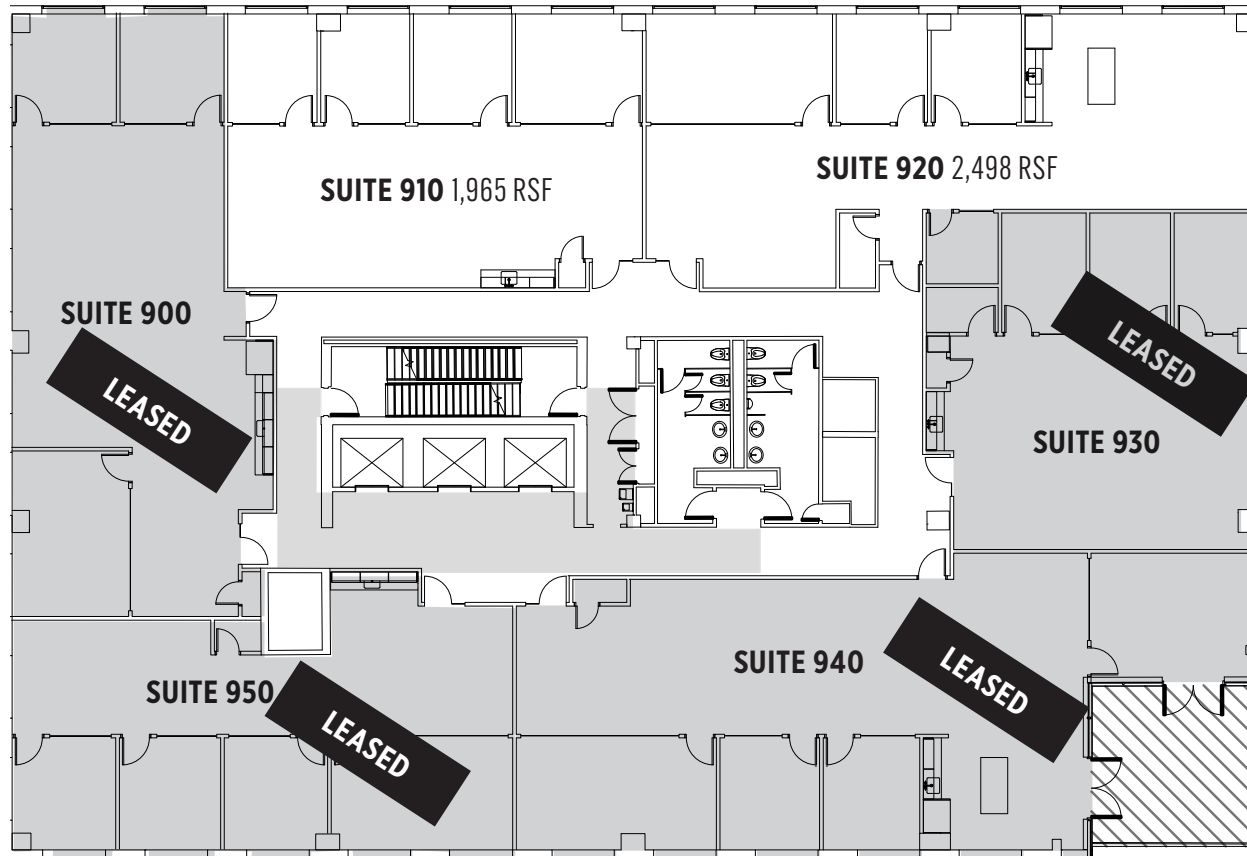 SUITE 910 1,965 RSF
SUITE 920 2,498 RSF
SUITE 900
LEASED
LEASED
SUITE 930
SUITE 940
LEASED
SUITE 950
LEASED